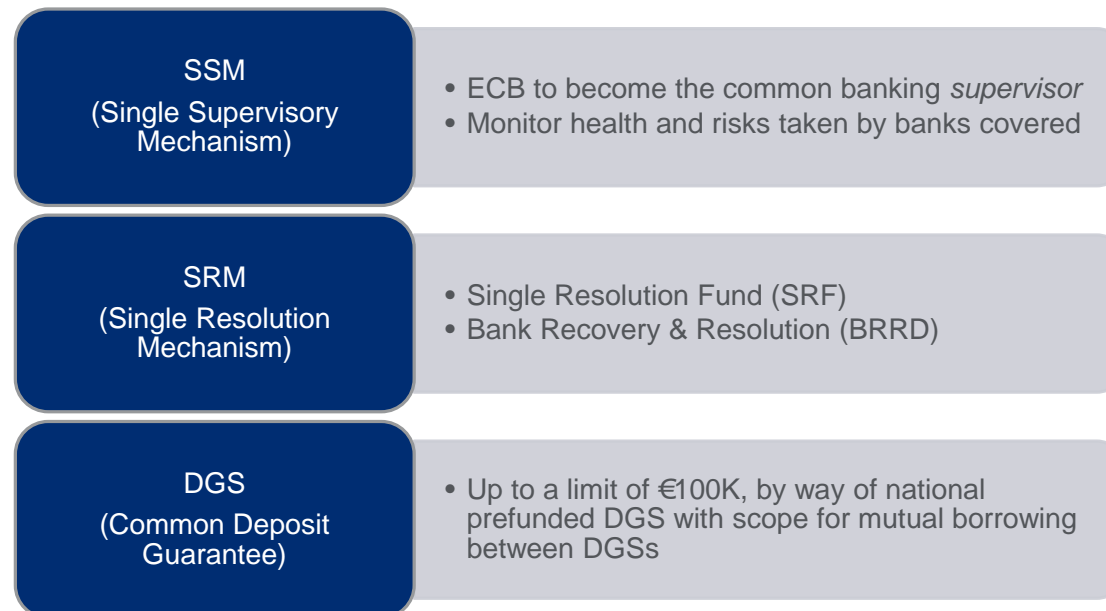 SSM
(Single Supervisory
Mechanism)
• ECB to become the common banking supervisor
• Monitor health and risks taken by banks covered
SRM
(Single Resolution
Mechanism)
• Single Resolution Fund (SRF)
• Bank Recovery & Resolution (BRRD)
DGS
(Common Deposit
Guarantee)
• Up to a limit of €100K, by way of national
prefunded DGS with scope for mutual borrowing
between DGSs